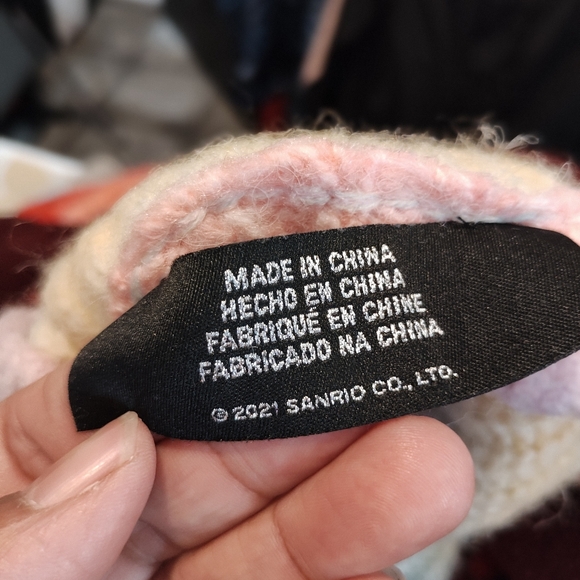 MADE IN CHINA
HECHO EN CHINA
FABRIQUÉ EN CHINE
FABRICADO NA CHINA
© 2021 SANRIO CO., LTD.